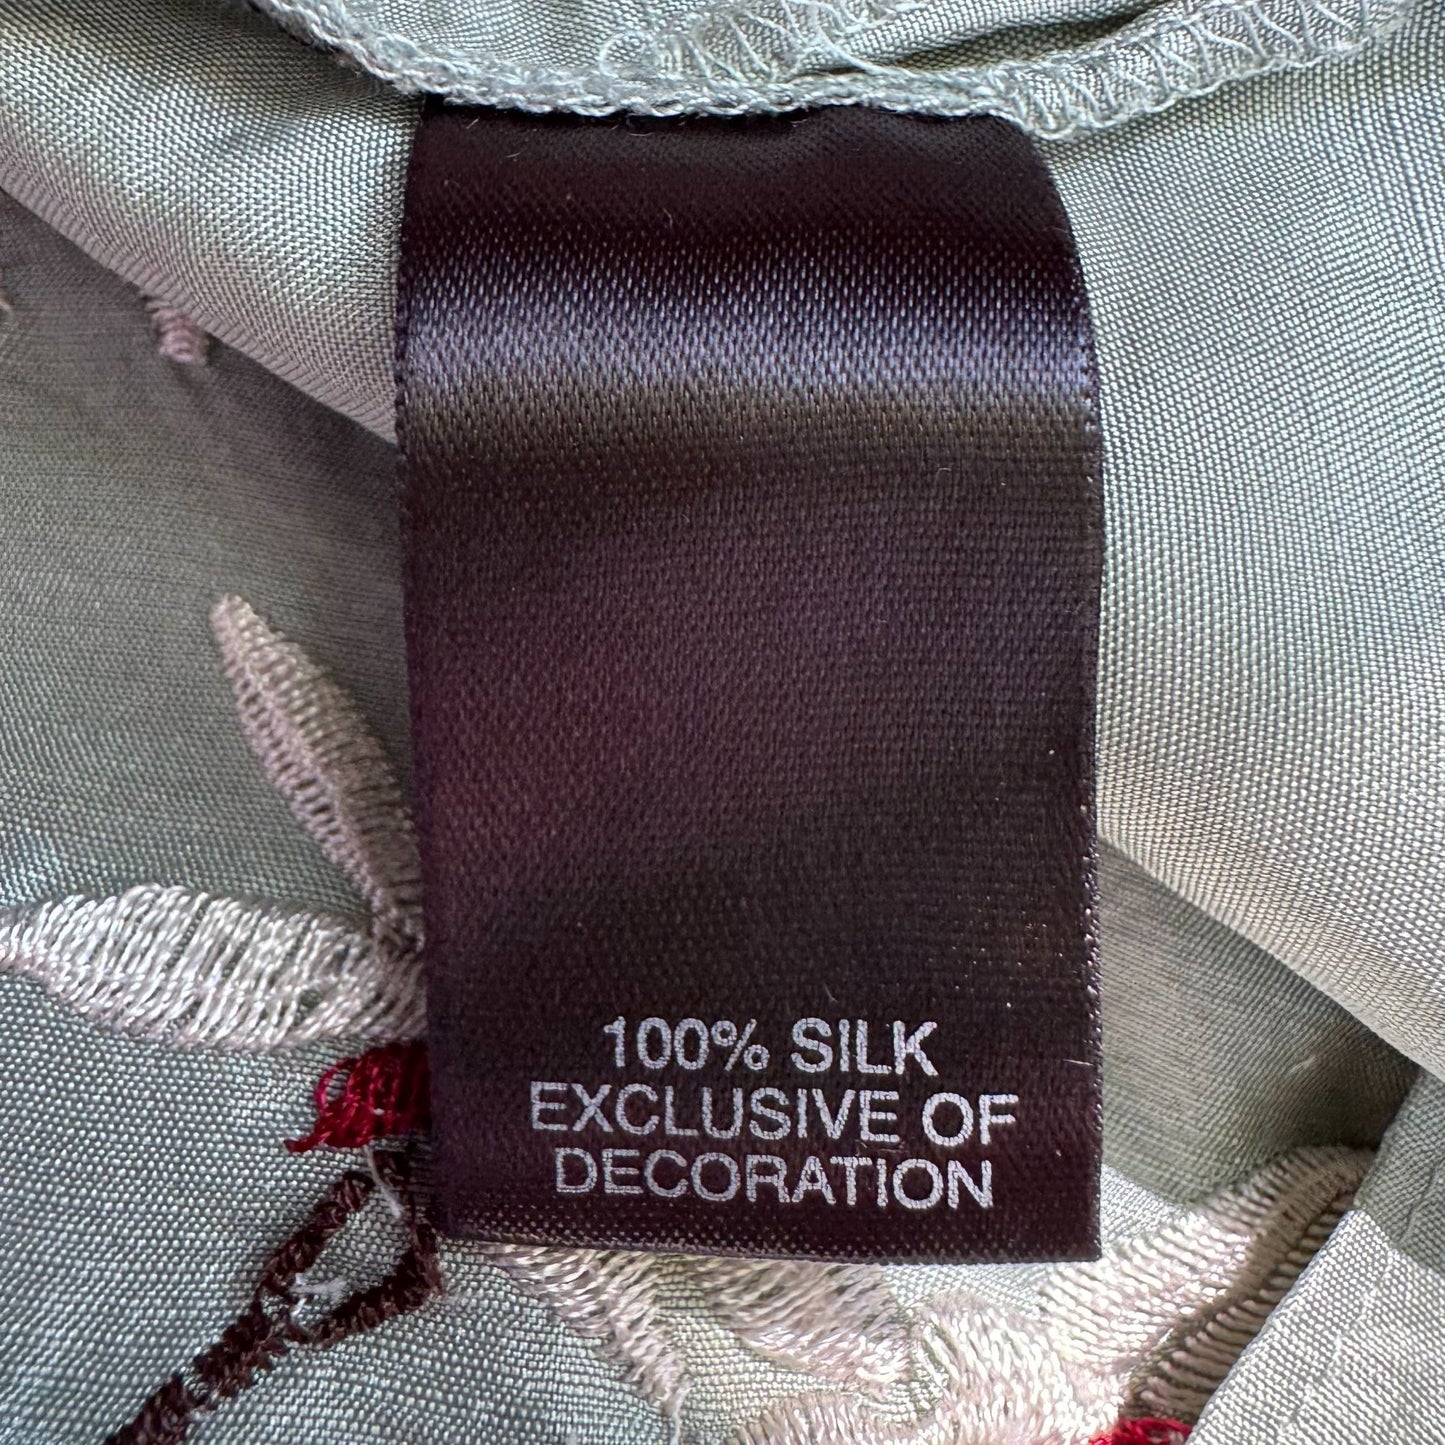 100% SILK
EXCLUSIVE OF
DECORATION